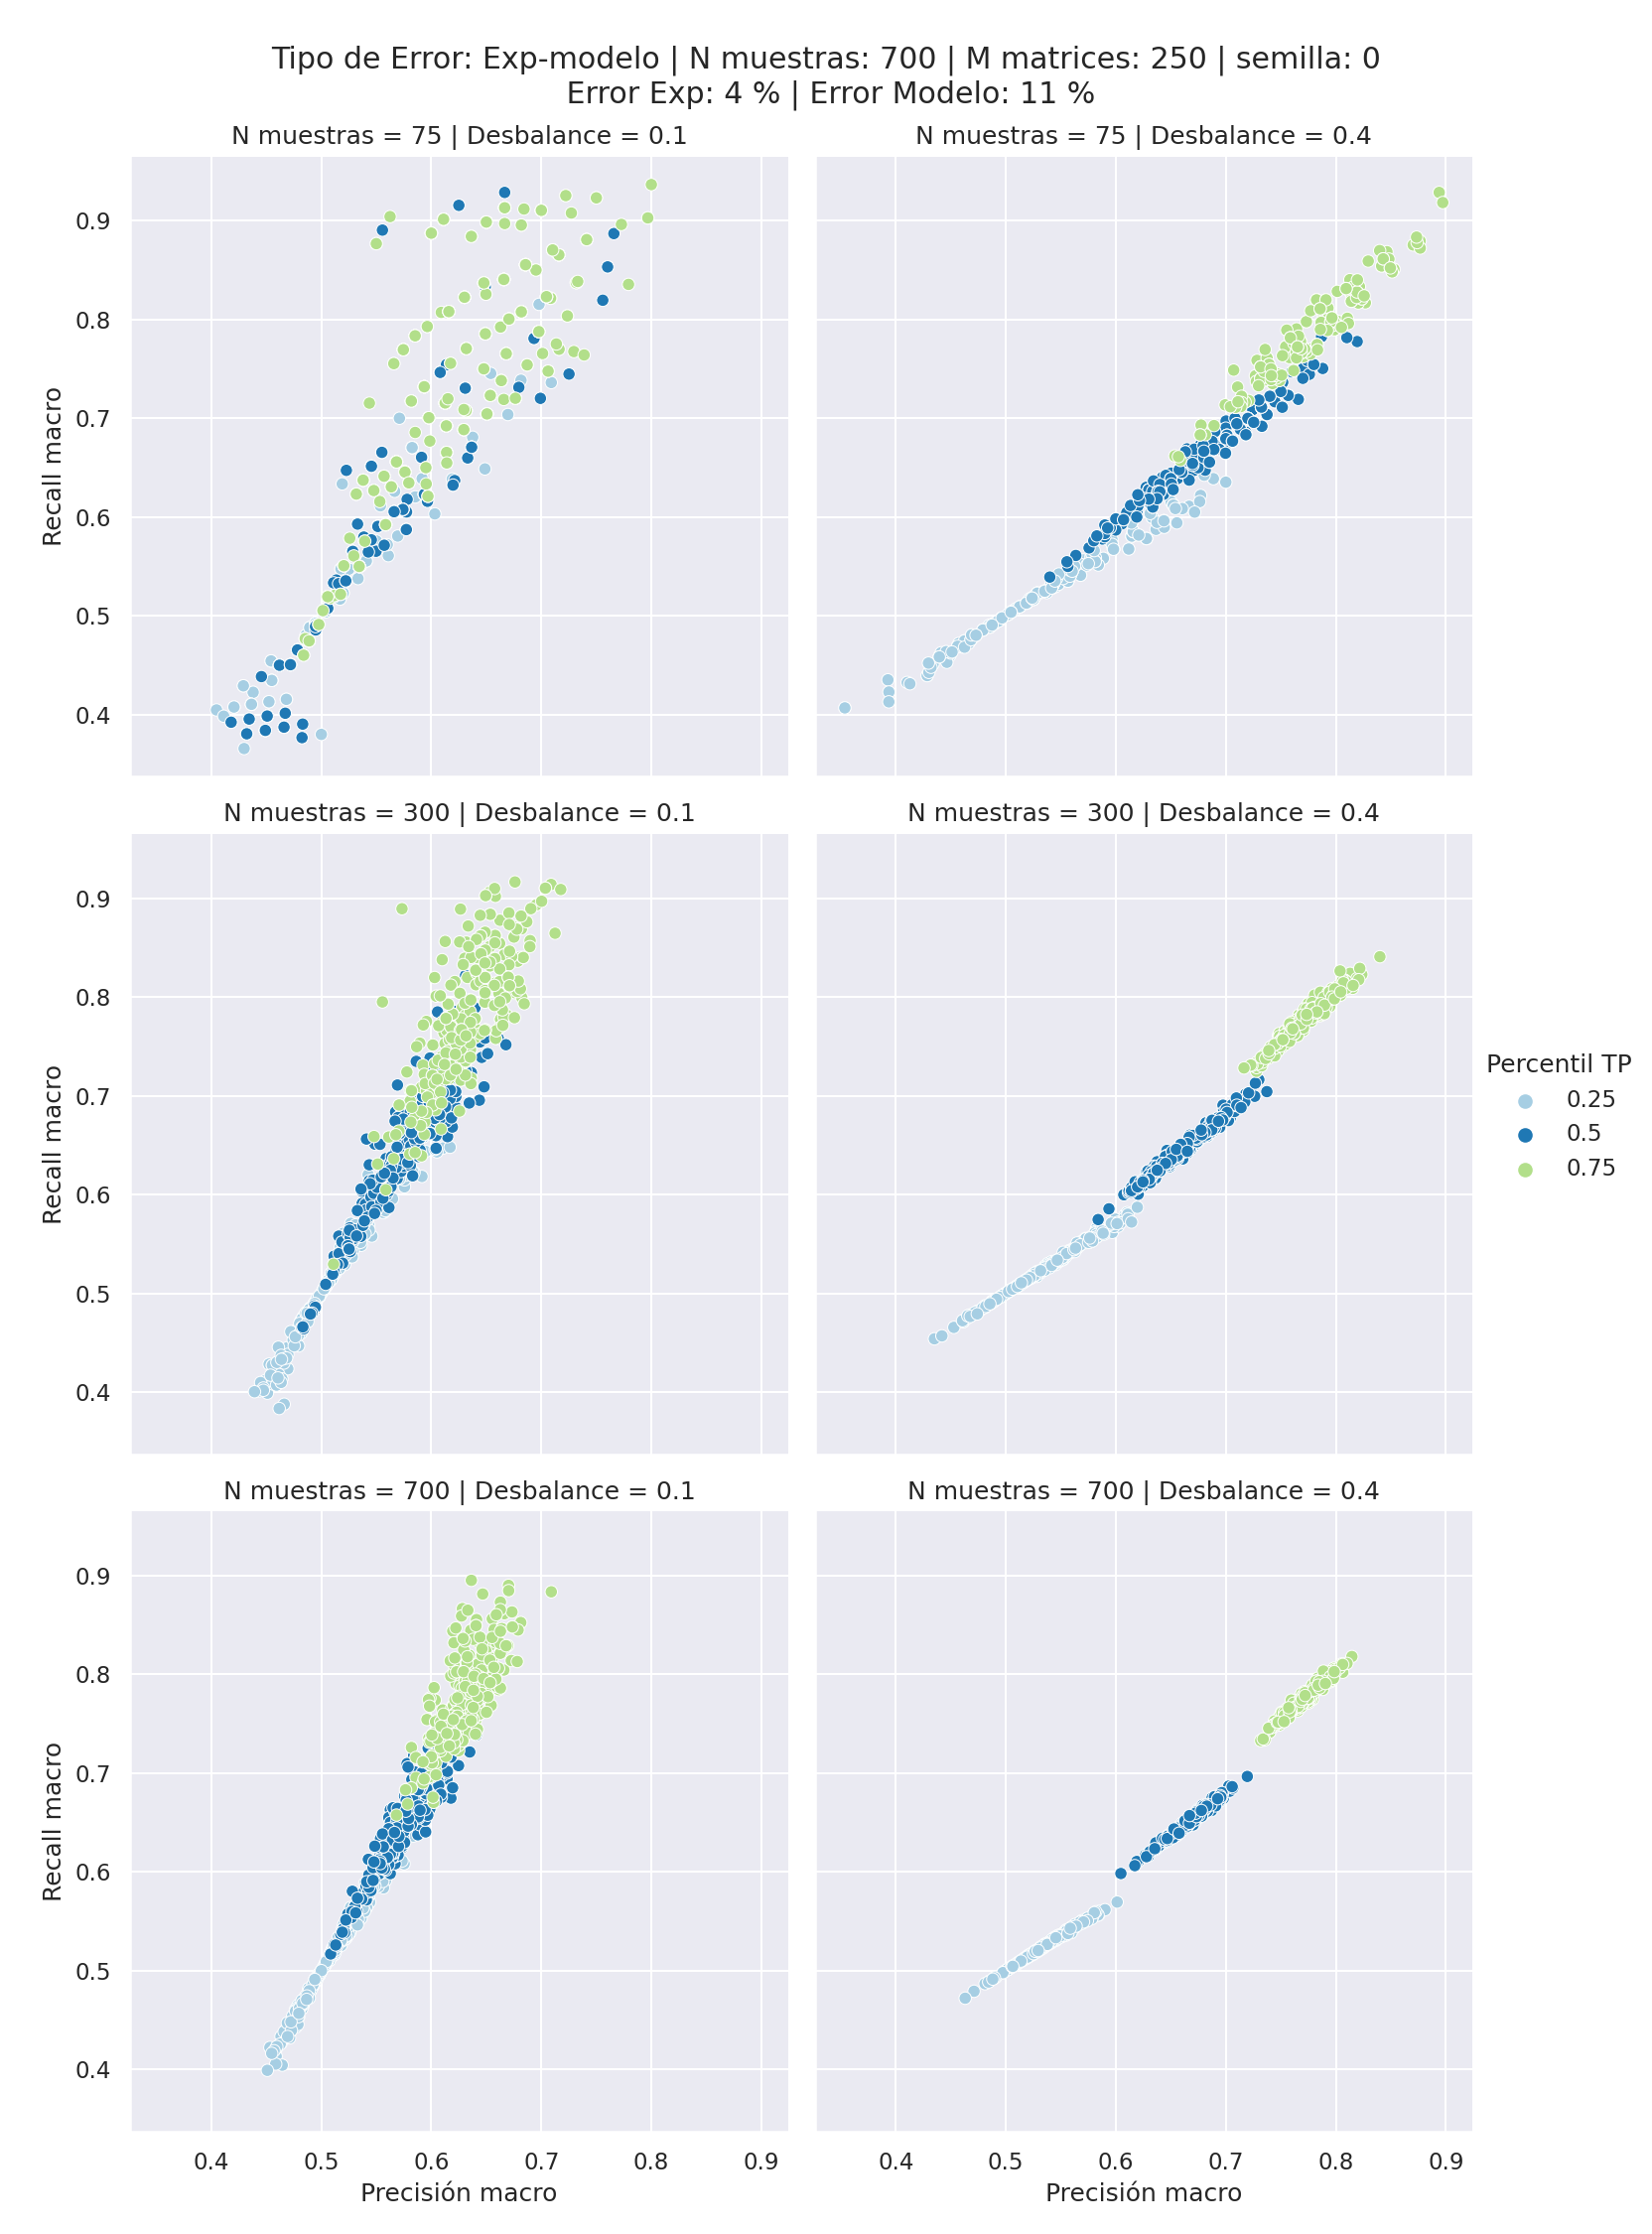 Tipo de Error: Exp-modelo | N muestras: 700 | M matrices: 250 | semilla: 0
Error Exp: 4 % | Error Modelo: 11 %
N muestras = 75 | Desbalance = 0.1
N muestras = 75 | Desbalance = 0.4
0.9
0.8
0.7
0.6
0.5
0.4
Recall macro
N muestras = 300 | Desbalance = 0.1
N muestras = 300 | Desbalance = 0.4
0.9
0.8
0.7
0.6
0.5
0.4
Recall macro
Percentil TP
0.25
0.5
0.75
N muestras = 700 | Desbalance = 0.1
N muestras = 700 | Desbalance = 0.4
0.9
0.8
0.7
0.6
0.5
0.4
Recall macro
0.4 0.5 0.6 0.7 0.8 0.9
0.4 0.5 0.6 0.7 0.8 0.9
Precisión macro
Precisión macro